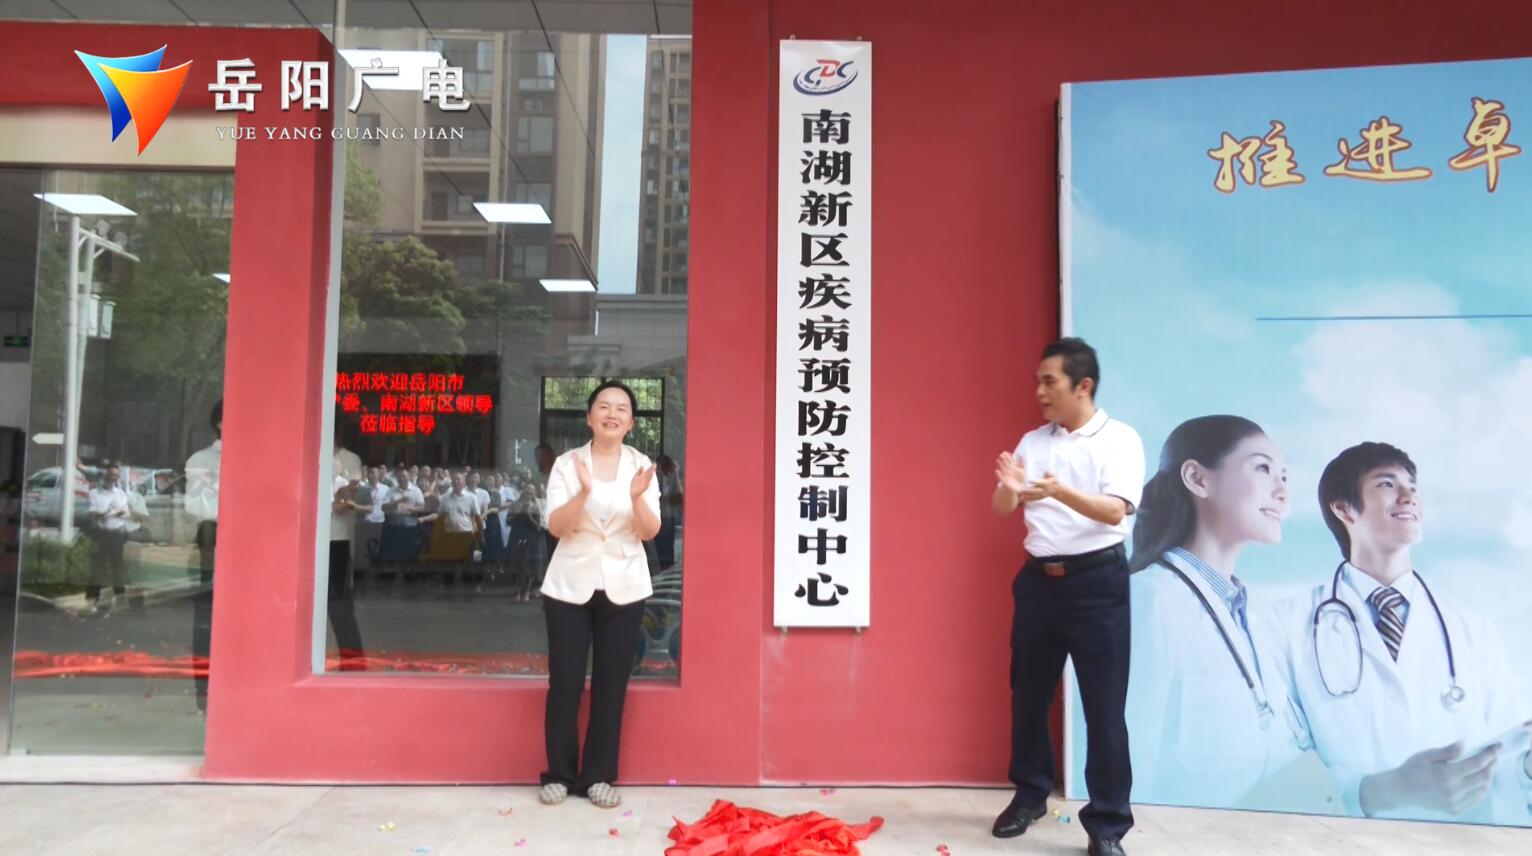 岳阳广电
YUE YANG GUANG DIAN
CDC
南湖新区疾病预防控制中心
推进卓
热烈欢迎岳阳市
委、南湖新区领导
莅临指导